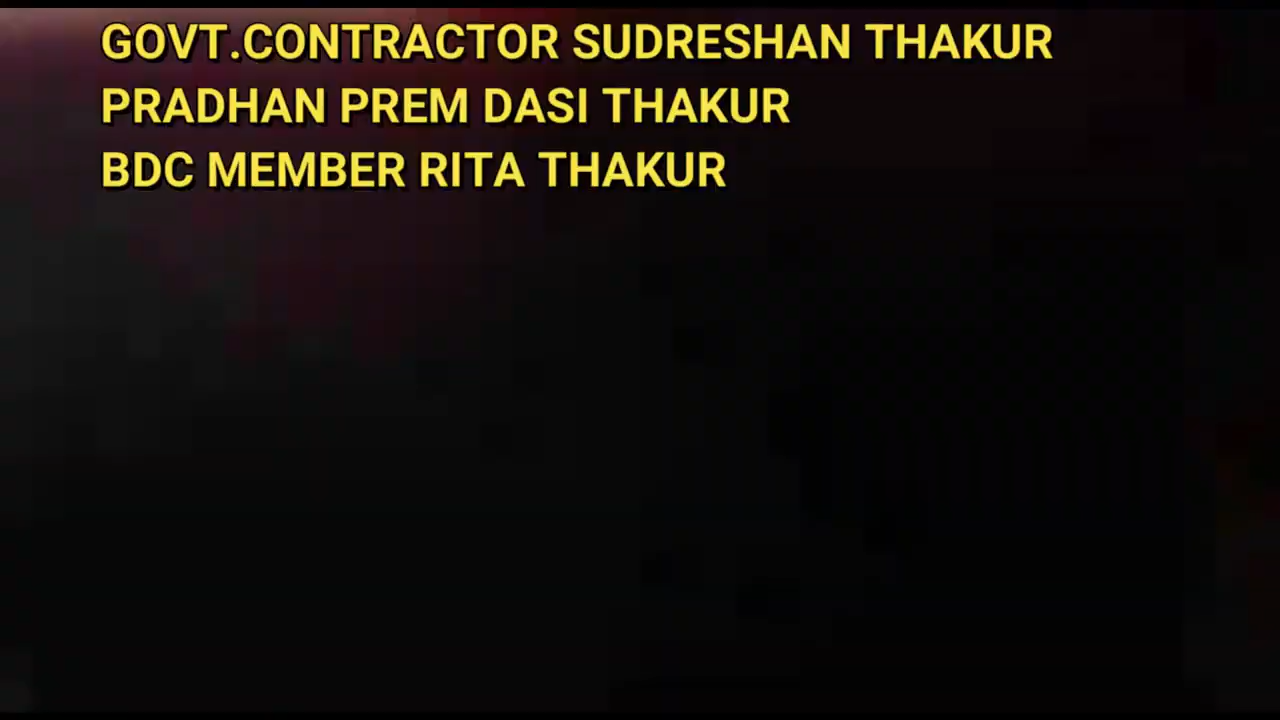 GOVT.CONTRACTOR SUDRESHAN THAKUR
PRADHAN PREM DASI THAKUR
BDC MEMBER RITA THAKUR